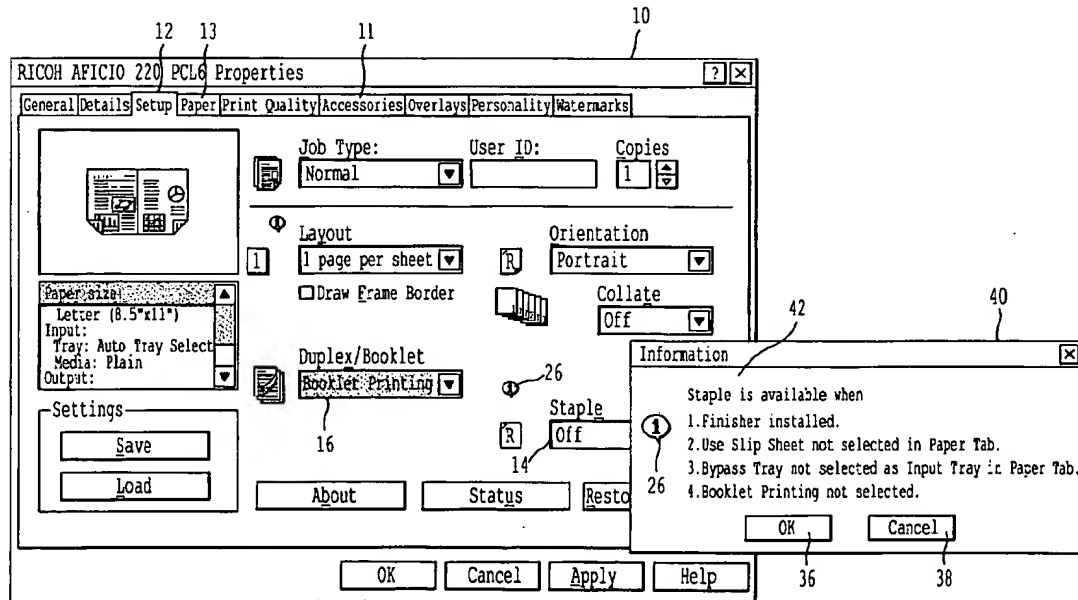 10
12 13 11
RICOH AFICIO 220 PCL6 Properties
General Details Setup Paper Print Quality Accessories Overlays Personality Watermarks
Job Type: User ID: Copies
Normal 1
Layout Orientation
1 1 page per sheet R Portrait
Draw Frame Border Collate
Off
Paper size:
Letter (8.5"x11")
Input:
Tray: Auto Tray Select
Media: Plain
Output:
Duplex/Booklet
Booklet Printing
16
26
Staple
R Off
14
Settings
Save
Load
About Status Resto
OK Cancel Apply Help
42 40
Information
Staple is available when
1.Finisher installed.
2.Use Slip Sheet not selected in Paper Tab.
3.Bypass Tray not selected as Input Tray in Paper Tab.
4.Booklet Printing not selected.
26
OK Cancel
36 38